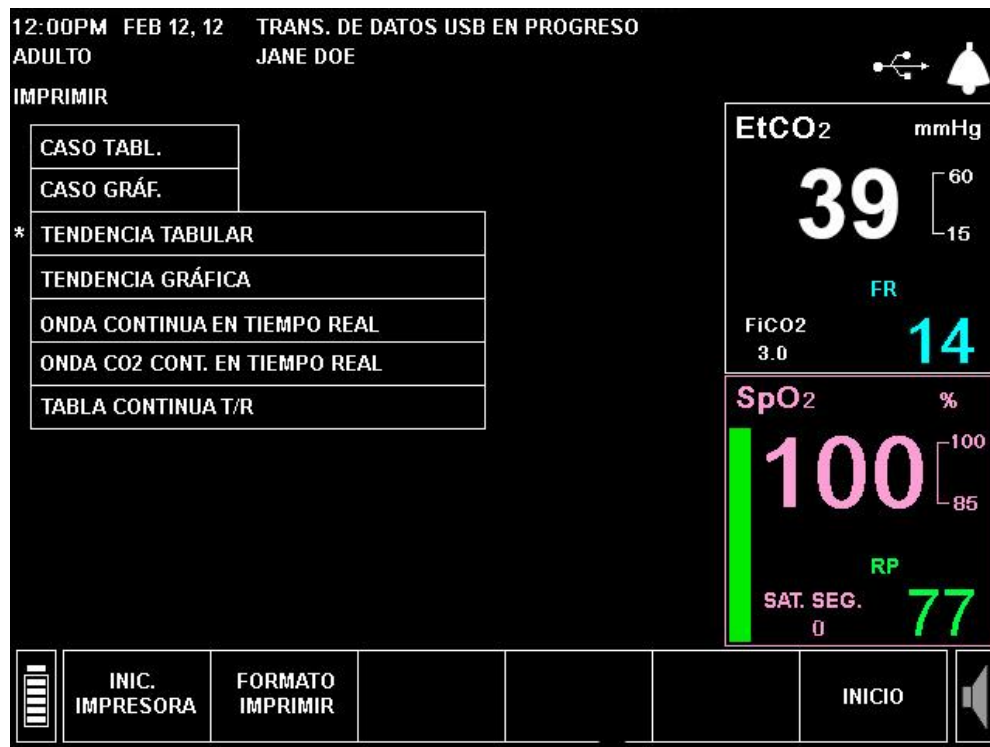 12:00PM FEB 12, 12 TRANS. DE DATOS USB EN PROGRESO
ADULTO JANE DOE
IMPRIMIR
CASO TABL.
CASO GRÁF.
* TENDENCIA TABULAR
TENDENCIA GRÁFICA
ONDA CONTINUA EN TIEMPO REAL
ONDA CO2 CONT. EN TIEMPO REAL
TABLA CONTINUA T/R
EtCO2 mmHg
39
60
15
FR
FiCO2
3.0
14
SpO2 %
100
100
85
RP
SAT. SEG.
0
77
INIC.
IMPRESORA
FORMATO
IMPRIMIR
INICIO